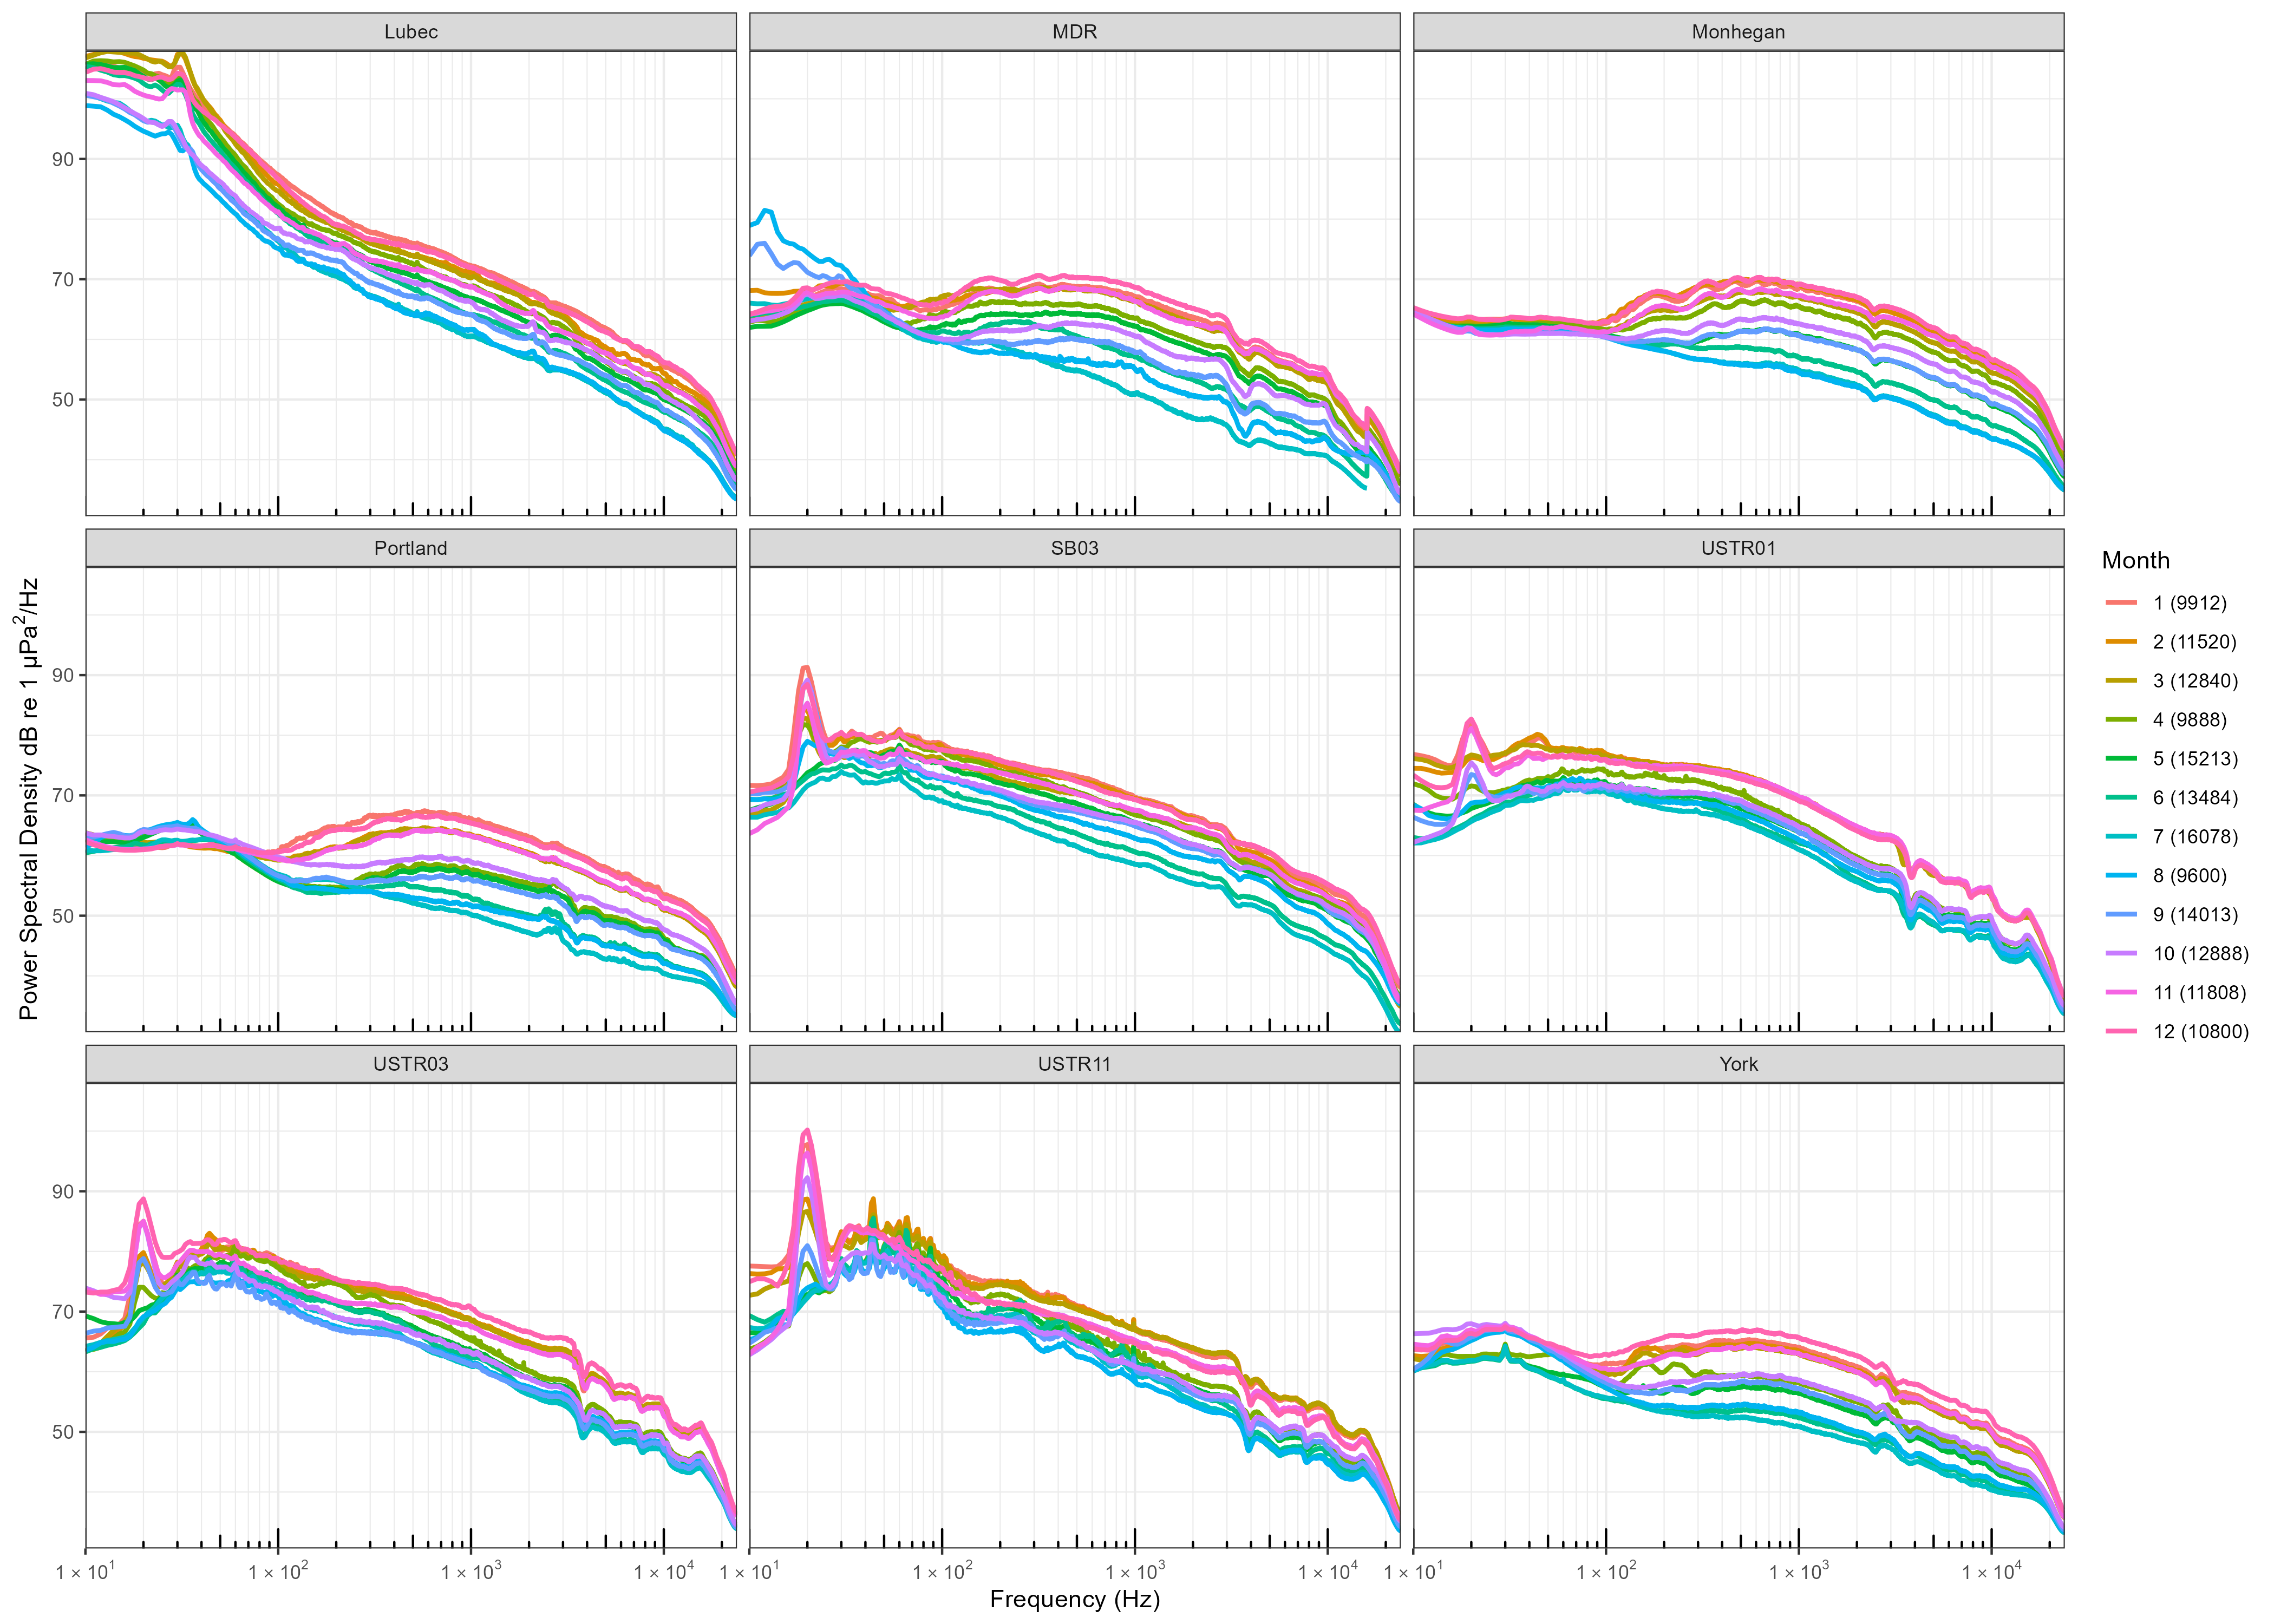 Lubec
MDR
Monhegan
90
70
50
Portland
SB03
USTR01
90
70
50
USTR03
USTR11
York
90
70
50
1 × 10¹
1 × 10²
1 × 10³
1 × 10⁴
1 × 10¹
1 × 10²
1 × 10³
1 × 10⁴
1 × 10¹
1 × 10²
1 × 10³
1 × 10⁴
Frequency (Hz)
Power Spectral Density dB re 1 µPa²/Hz
Month
1 (9912)
2 (11520)
3 (12840)
4 (9888)
5 (15213)
6 (13484)
7 (16078)
8 (9600)
9 (14013)
10 (12888)
11 (11808)
12 (10800)